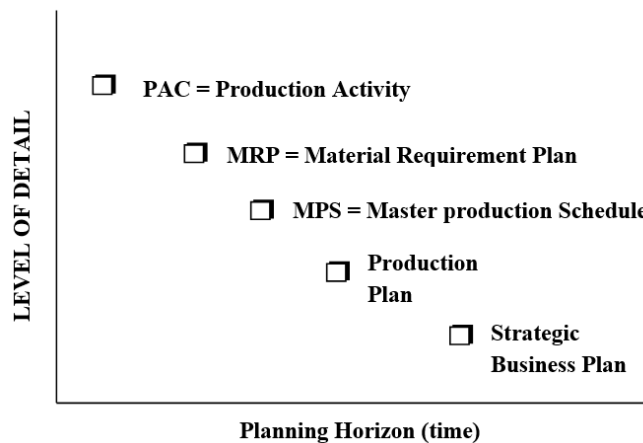 LEVEL OF DETAIL
PAC = Production Activity
MRP = Material Requirement Plan
MPS = Master production Schedule
Production
Plan
Strategic
Business Plan
Planning Horizon (time)